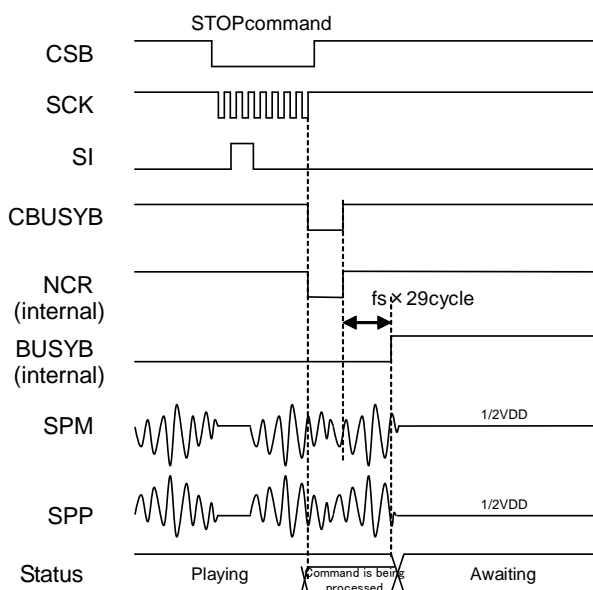 STOPcommand
CSB
SCK
SI
CBUSYB
NCR
(internal)
fs×29cycle
BUSYB
(internal)
SPM
1/2VDD
SPP
1/2VDD
Status
Playing
Command is being
processed
Awaiting